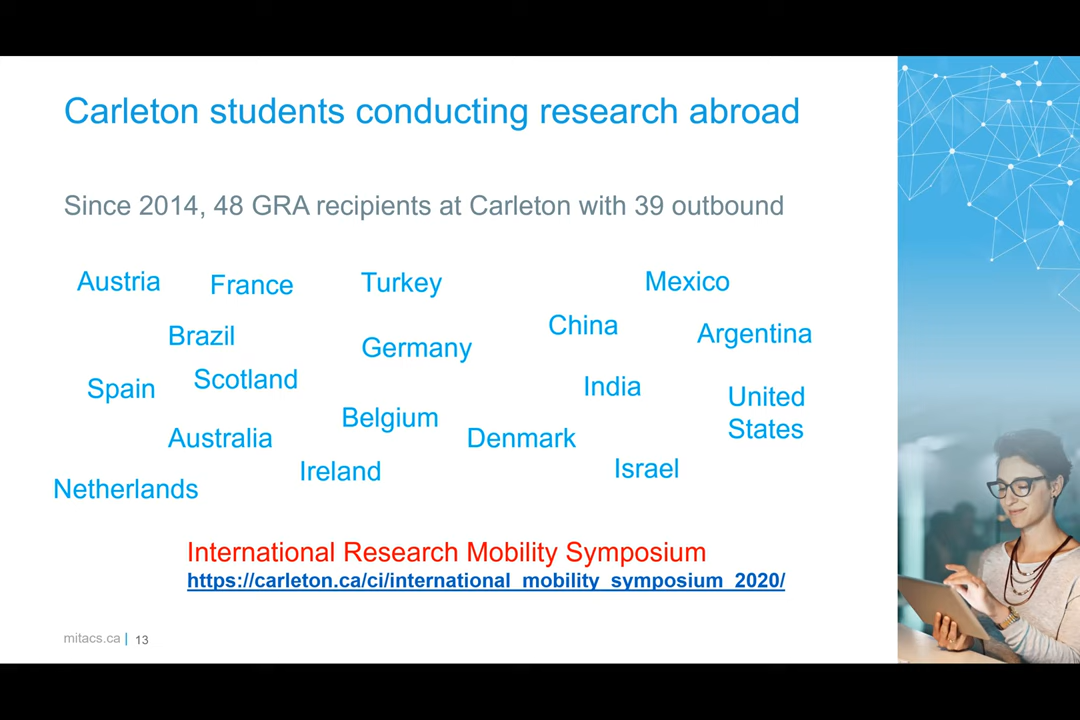 Carleton students conducting research abroad
Since 2014, 48 GRA recipients at Carleton with 39 outbound
Austria
France
Turkey
Mexico
Brazil
Germany
China
Argentina
Spain
Scotland
India
United
States
Belgium
Australia
Denmark
Ireland
Israel
Netherlands
International Research Mobility Symposium
https://carleton.ca/ci/international_mobility_symposium_2020/
mitacs.ca | 13